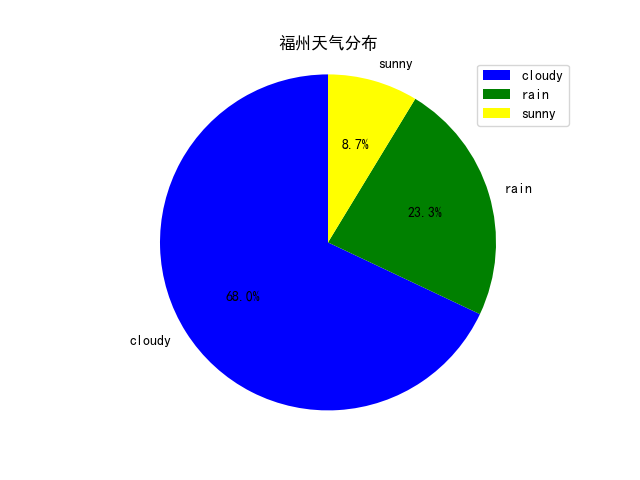 福州天气分布
sunny
cloudy
rain
sunny
8.7%
rain
23.3%
68.0%
cloudy